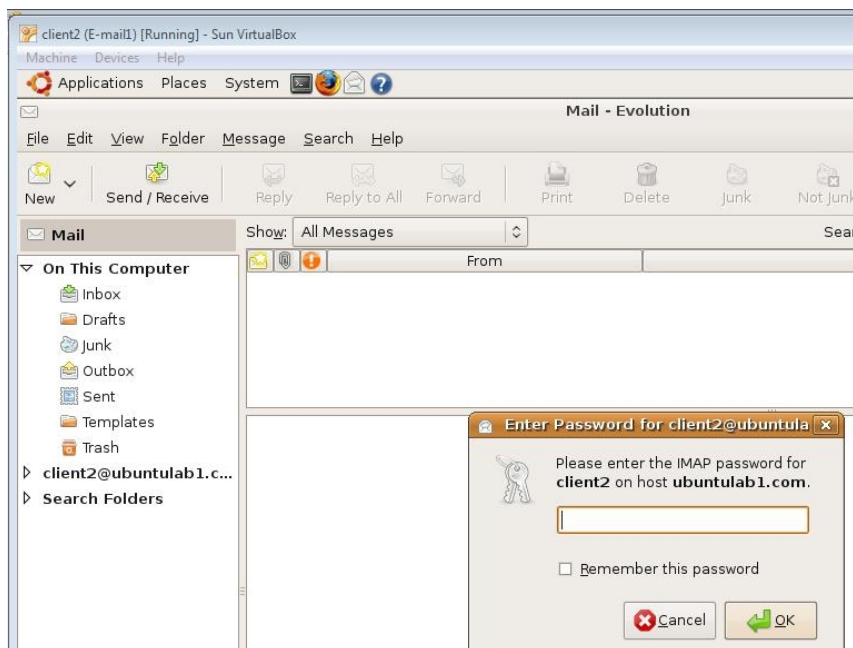 client2 (E-mail1) [Running] - Sun VirtualBox
Machine Devices Help
Applications Places System
Mail - Evolution
File Edit View Folder Message Search Help
New Send / Receive Reply Reply to All Forward Print Delete Junk Not Junk
Mail
Show: All Messages
Sear
On This Computer
From
Inbox
Drafts
Junk
Outbox
Sent
Templates
Trash
client2@ubuntulab1.c...
Search Folders
Enter Password for client2@ubuntula
Please enter the IMAP password for
client2 on host ubuntulab1.com.
Remember this password
Cancel OK